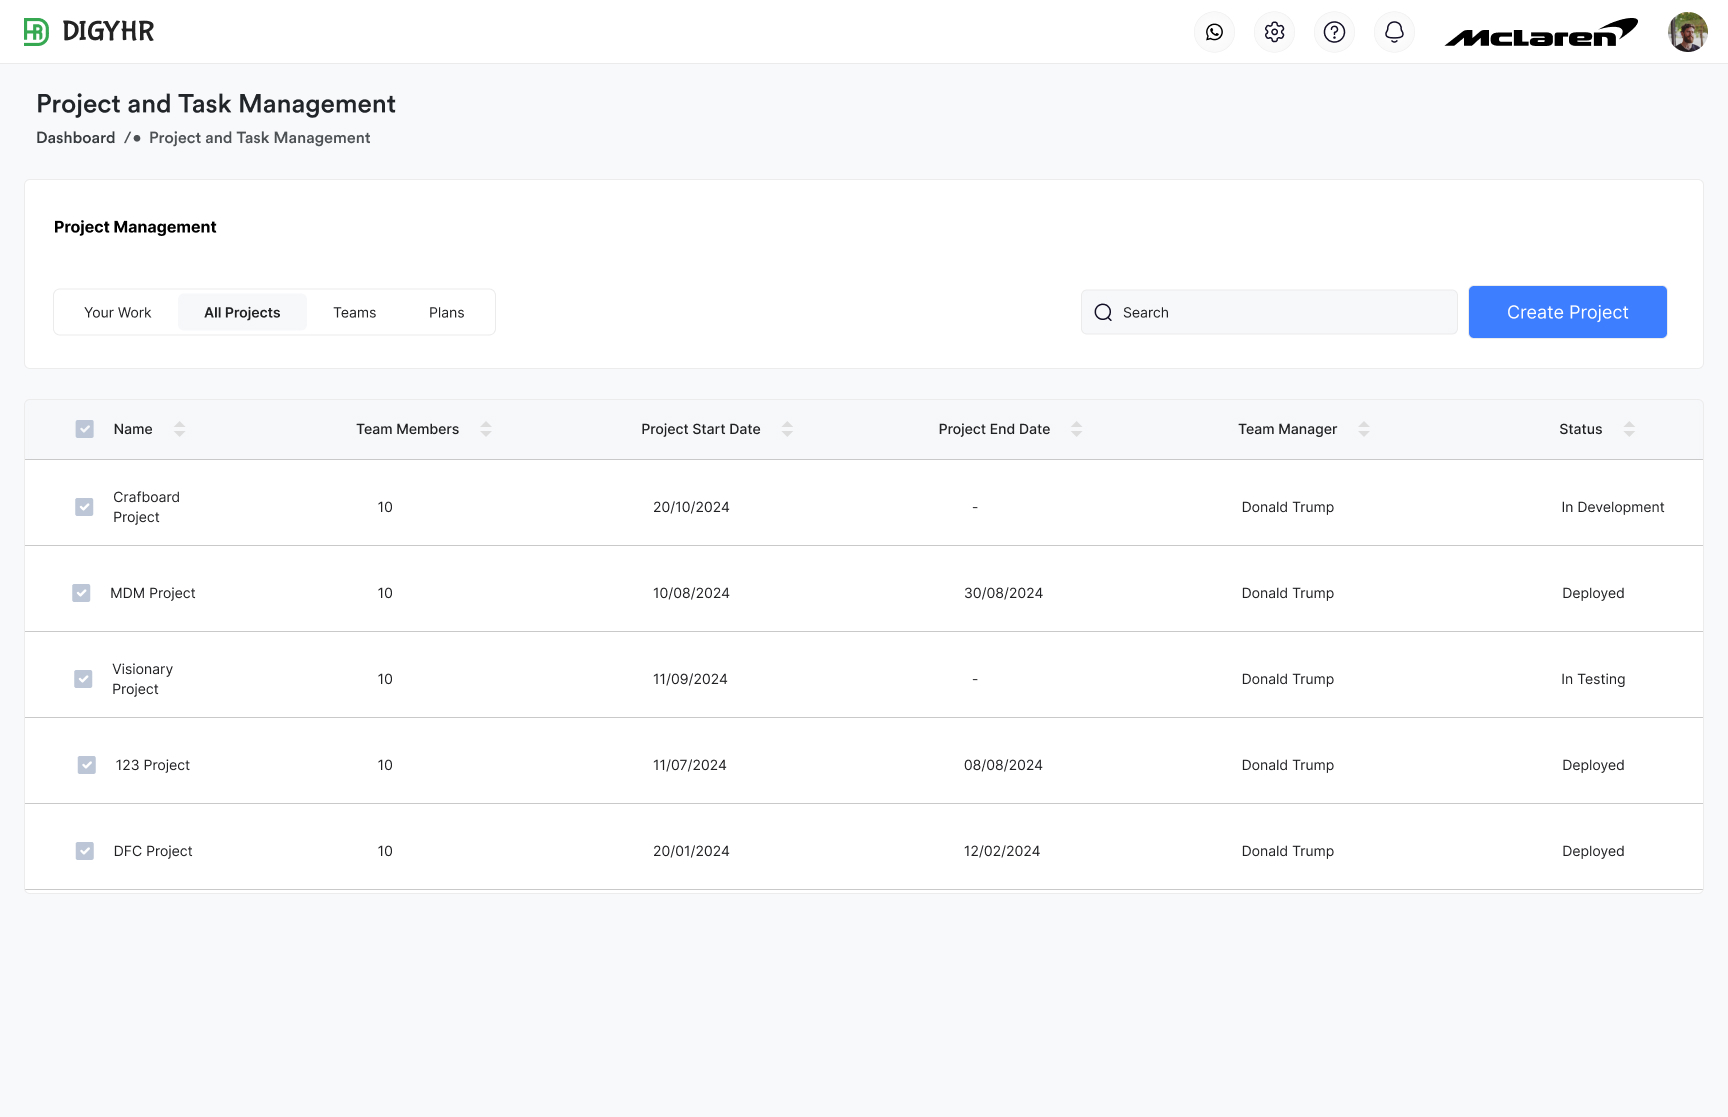 DIGYHR
McLaren
Project and Task Management
Dashboard / • Project and Task Management
Project Management
Your Work All Projects Teams Plans Search Create Project
Name Team Members Project Start Date Project End Date Team Manager Status
Crafboard
Project 10 20/10/2024 - Donald Trump In Development
MDM Project 10 10/08/2024 30/08/2024 Donald Trump Deployed
Visionary
Project 10 11/09/2024 - Donald Trump In Testing
123 Project 10 11/07/2024 08/08/2024 Donald Trump Deployed
DFC Project 10 20/01/2024 12/02/2024 Donald Trump Deployed